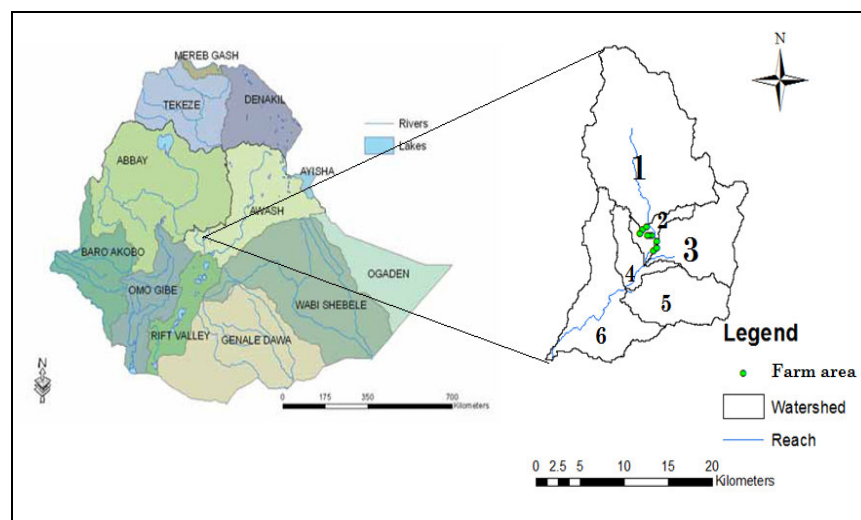 MEREB GASH
TEKEZE
DENAKIL
Rivers
Lakes
ABBAY
AYISHA
AWASH
BARO AKOBO
OGADEN
OMO GIBE
WABI SHEBELE
RIFT VALLEY
GENALE DAWA
N
0 175 350 700
Kilometers
N
1
2
3
4
5
6
Legend
Farm area
Watershed
Reach
0 2.5 5 10 15 20
Kilometers